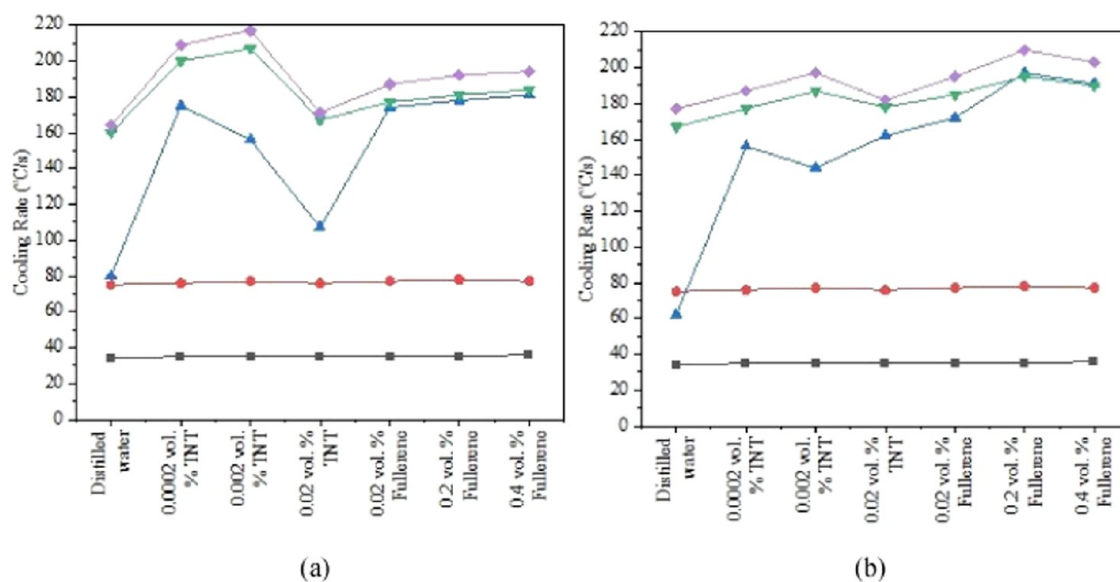 220
200
180
160
140
120
100
80
60
40
20
0
Cooling Rate (°C/s)
Distilled
water
0.0002 vol.
% TNT
0.002 vol.
% TNT
0.02 vol. %
TNT
0.02 vol. %
Fullerene
0.2 vol. %
Fullerene
0.4 vol. %
Fullerene
(a)
220
200
180
160
140
120
100
80
60
40
20
0
Cooling Rate (°C/s)
Distilled
water
0.0002 vol.
% TNT
0.002 vol.
% TNT
0.02 vol. %
TNT
0.02 vol. %
Fullerene
0.2 vol. %
Fullerene
0.4 vol. %
Fullerene
(b)